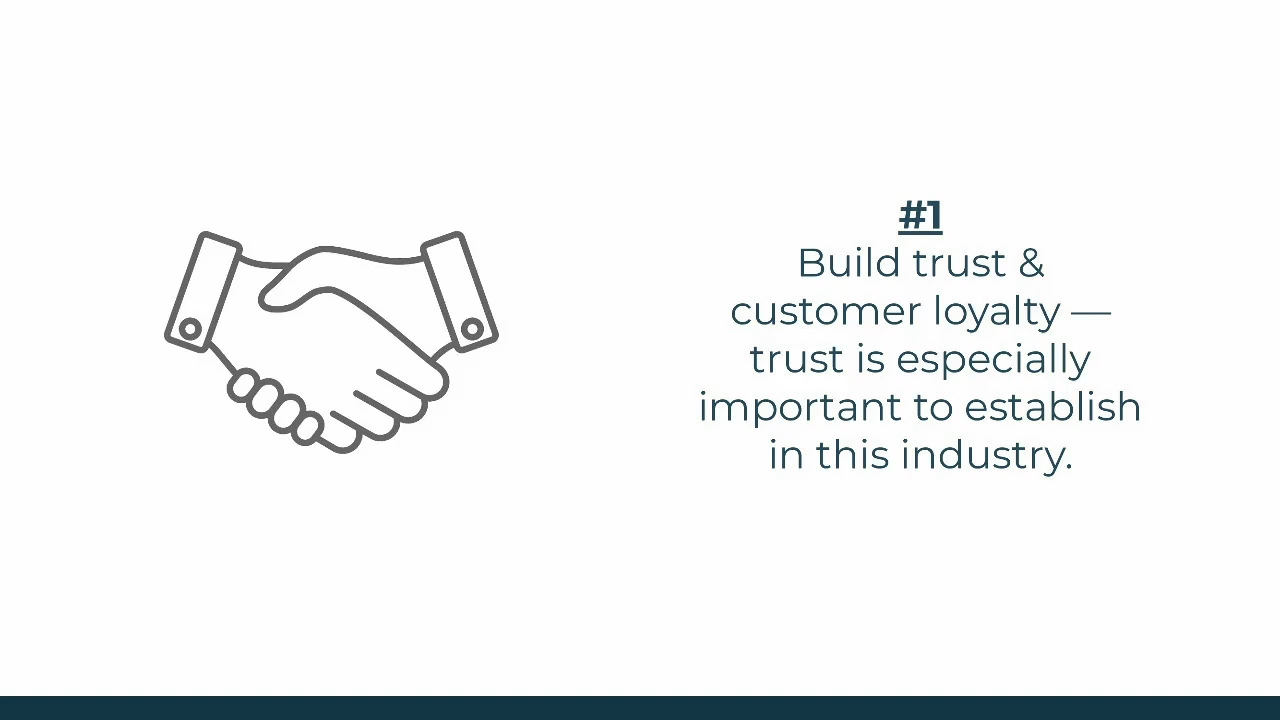 #1
Build trust &
customer loyalty —
trust is especially
important to establish
in this industry.